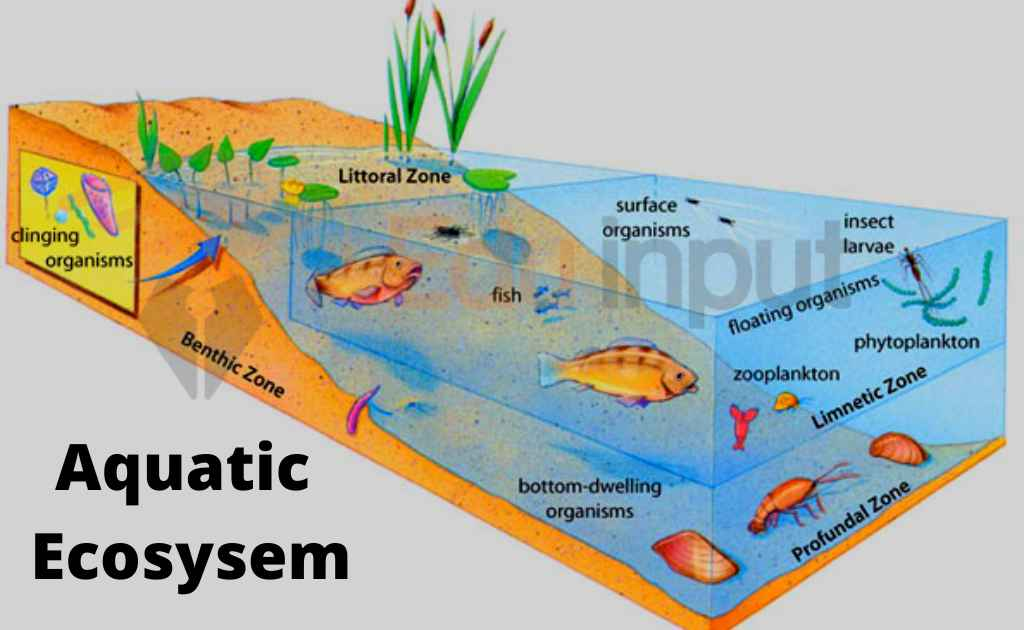 Littoral Zone
surface
organisms
insect
larvae
clinging
organisms
fish
floating organisms
phytoplankton
Benthic Zone
zooplankton
Limnetic Zone
Aquatic
Ecosysem
bottom-dwelling
organisms
Profundal Zone
input